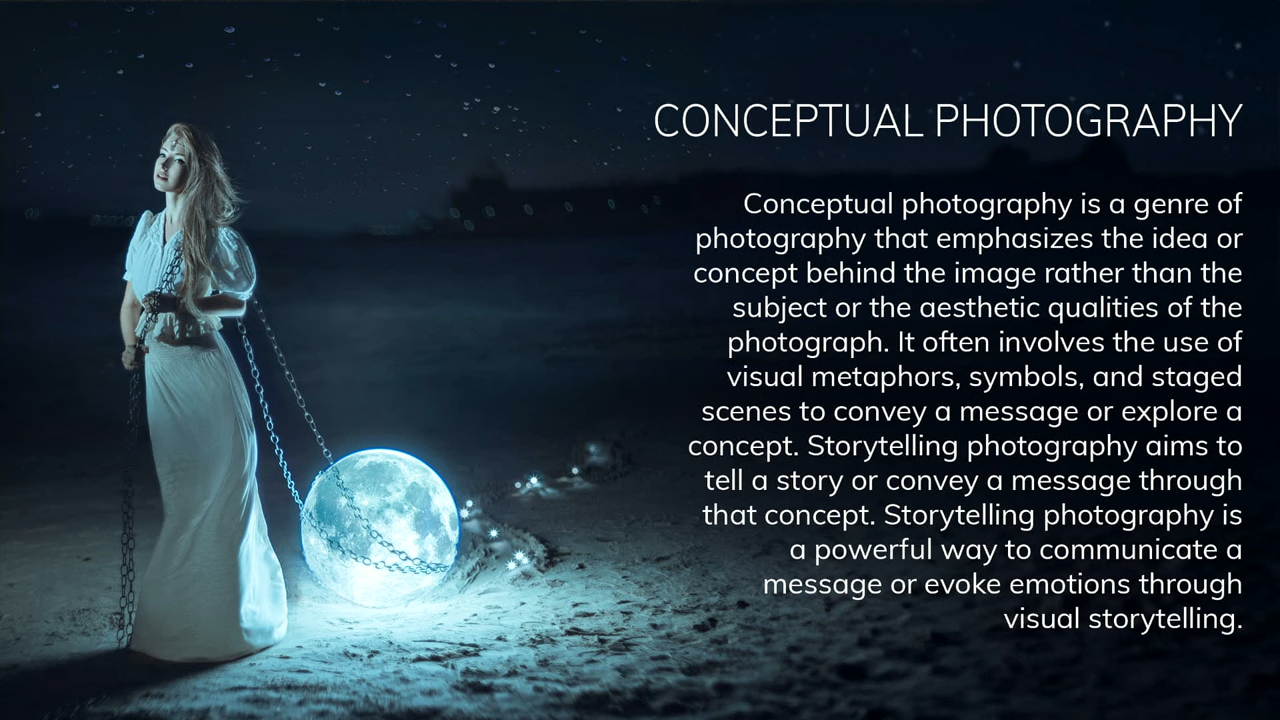 CONCEPTUAL PHOTOGRAPHY
Conceptual photography is a genre of
photography that emphasizes the idea or
concept behind the image rather than the
subject or the aesthetic qualities of the
photograph. It often involves the use of
visual metaphors, symbols, and staged
scenes to convey a message or explore a
concept. Storytelling photography aims to
tell a story or convey a message through
that concept. Storytelling photography is
a powerful way to communicate a
message or evoke emotions through
visual storytelling.